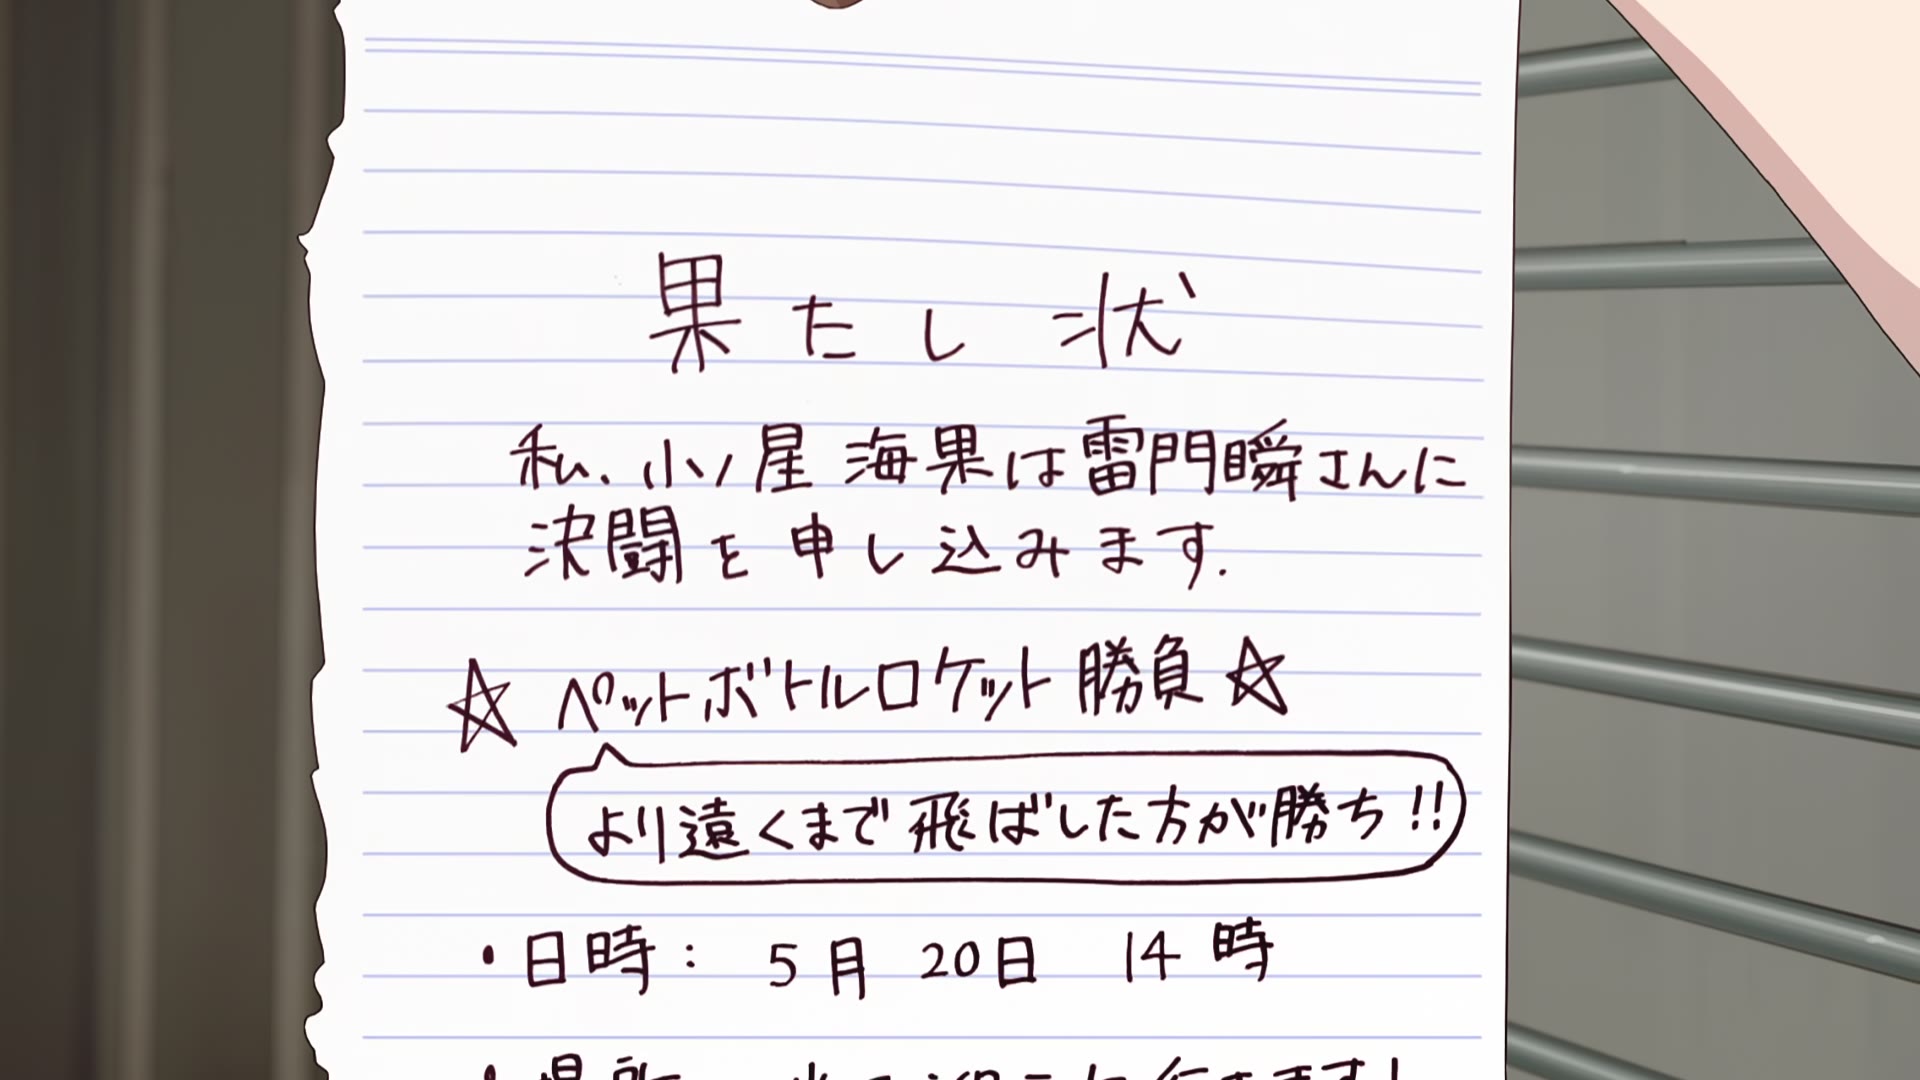 果たし状
私、小ノ星 海果は雷門瞬さんに
決闘を申し込みます.
☆ ペットボトルロケット勝負 ☆
より遠くまで飛ばした方が勝ち!!
・日時: 5月 20日 14時
・場所